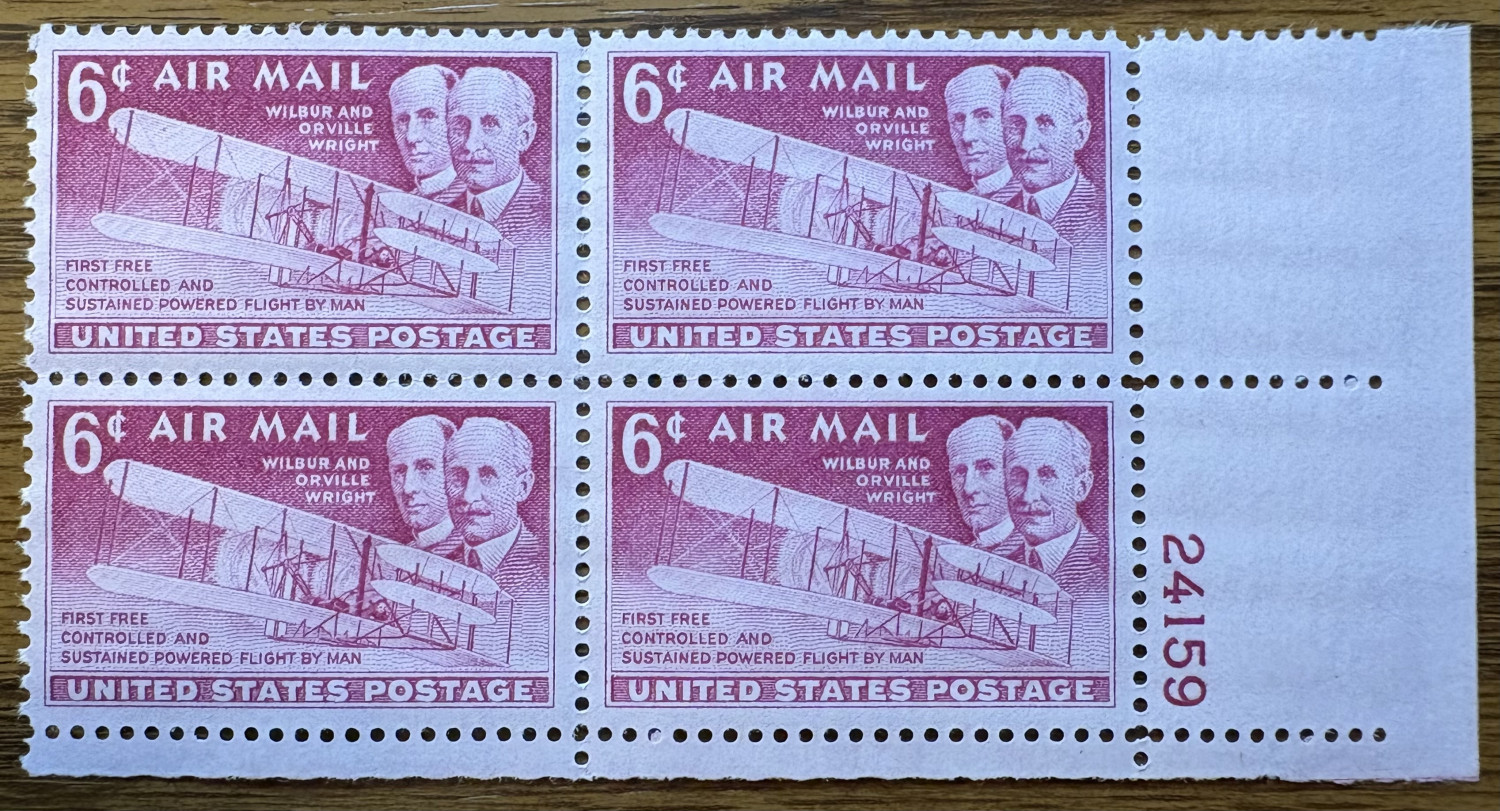 6¢ AIR MAIL
WILBUR AND
ORVILLE
WRIGHT
FIRST FREE
CONTROLLED AND
SUSTAINED POWERED FLIGHT BY MAN
UNITED STATES POSTAGE
6¢ AIR MAIL
WILBUR AND
ORVILLE
WRIGHT
FIRST FREE
CONTROLLED AND
SUSTAINED POWERED FLIGHT BY MAN
UNITED STATES POSTAGE
6¢ AIR MAIL
WILBUR AND
ORVILLE
WRIGHT
FIRST FREE
CONTROLLED AND
SUSTAINED POWERED FLIGHT BY MAN
UNITED STATES POSTAGE
6¢ AIR MAIL
WILBUR AND
ORVILLE
WRIGHT
FIRST FREE
CONTROLLED AND
SUSTAINED POWERED FLIGHT BY MAN
UNITED STATES POSTAGE
24159